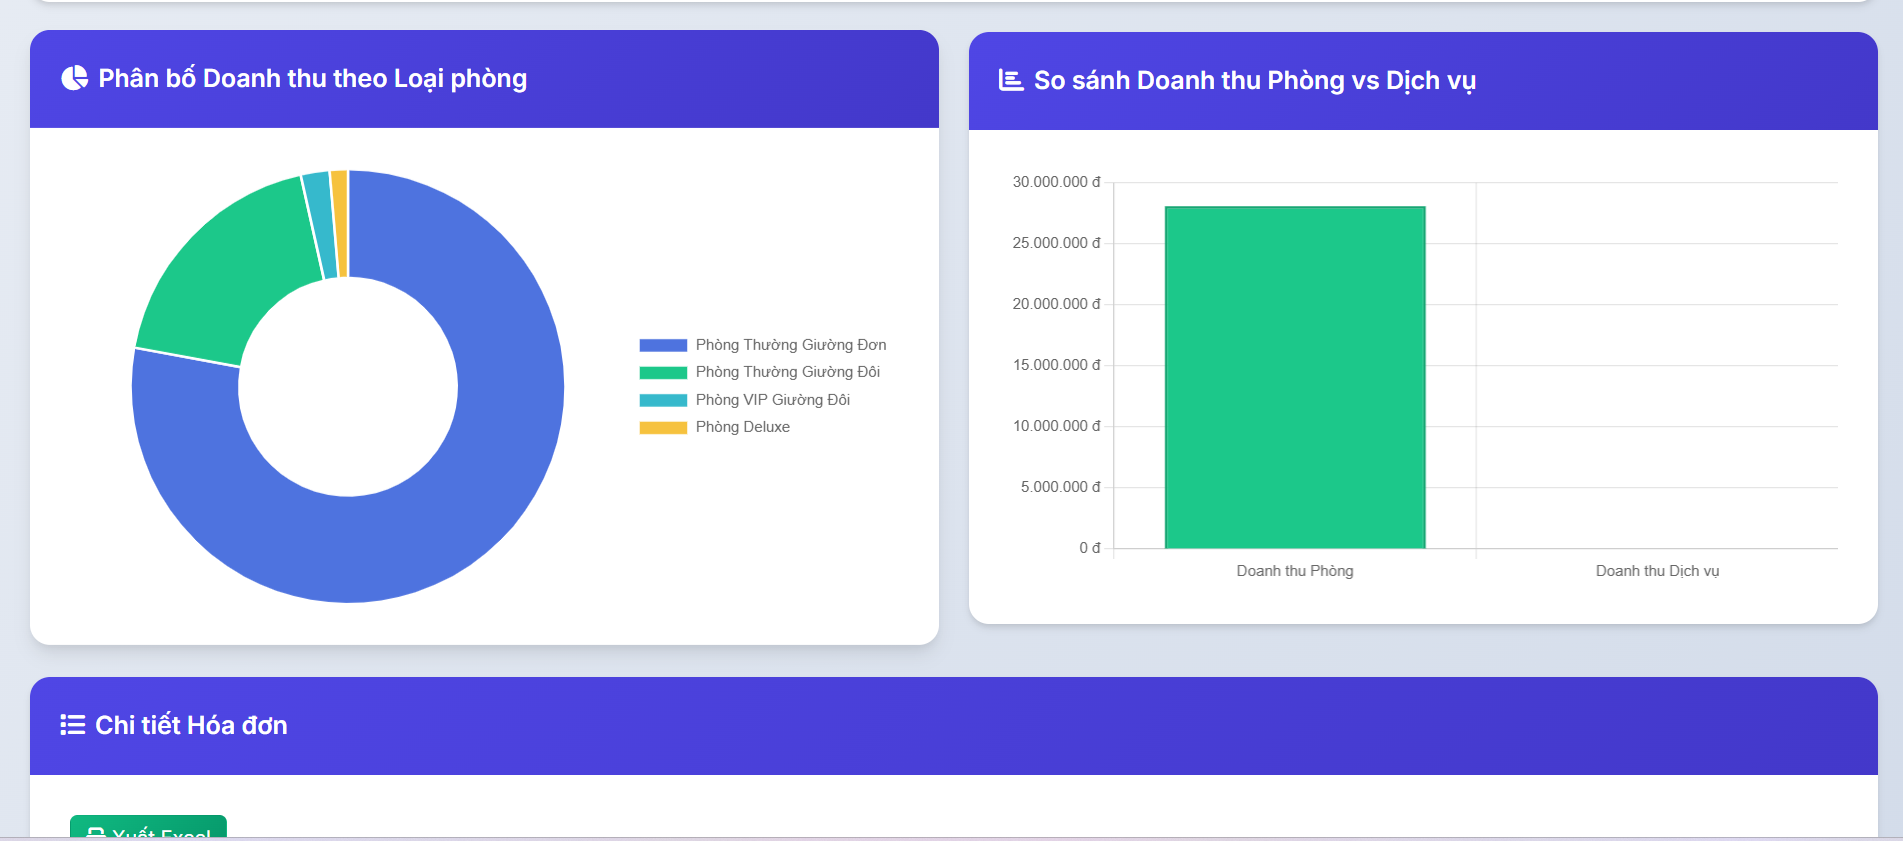 Phân bố Doanh thu theo Loại phòng
Phòng Thường Giường Đơn
Phòng Thường Giường Đôi
Phòng VIP Giường Đôi
Phòng Deluxe
So sánh Doanh thu Phòng vs Dịch vụ
30.000.000 đ
25.000.000 đ
20.000.000 đ
15.000.000 đ
10.000.000 đ
5.000.000 đ
0 đ
Doanh thu Phòng
Doanh thu Dịch vụ
Chi tiết Hóa đơn
Xuất Excel